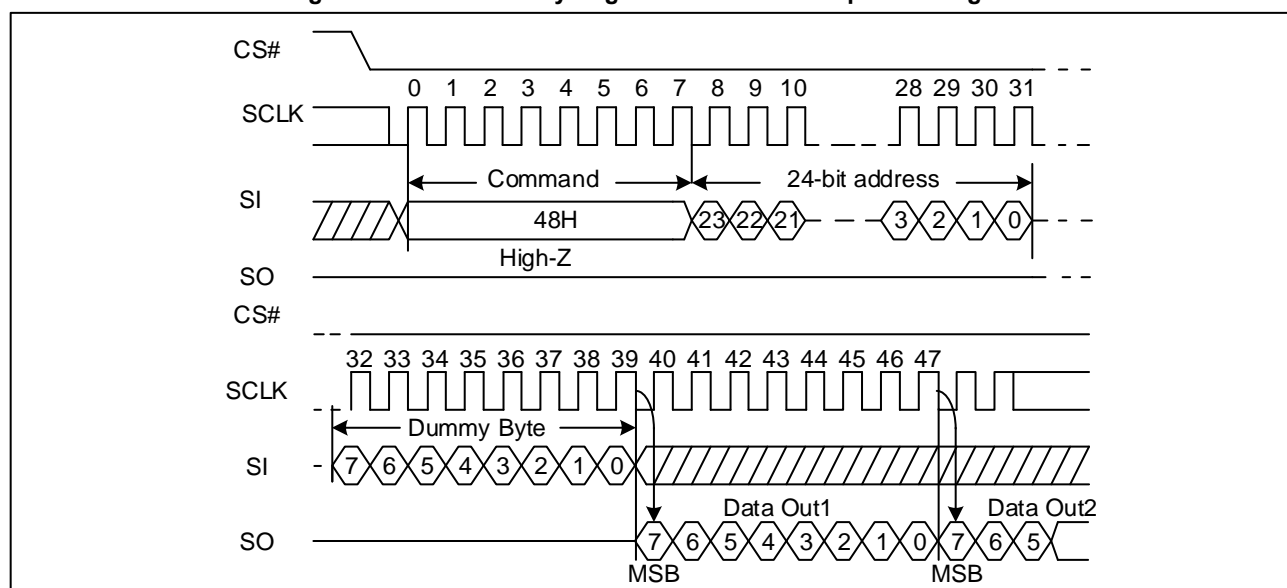 CS#
0 1 2 3 4 5 6 7 8 9 10 28 29 30 31
SCLK
Command 24-bit address
SI
48H 23 22 21 3 2 1 0
High-Z
SO
CS#
32 33 34 35 36 37 38 39 40 41 42 43 44 45 46 47
SCLK
Dummy Byte
SI 7 6 5 4 3 2 1 0
Data Out1 Data Out2
SO 7 6 5 4 3 2 1 0 7 6 5
MSB MSB